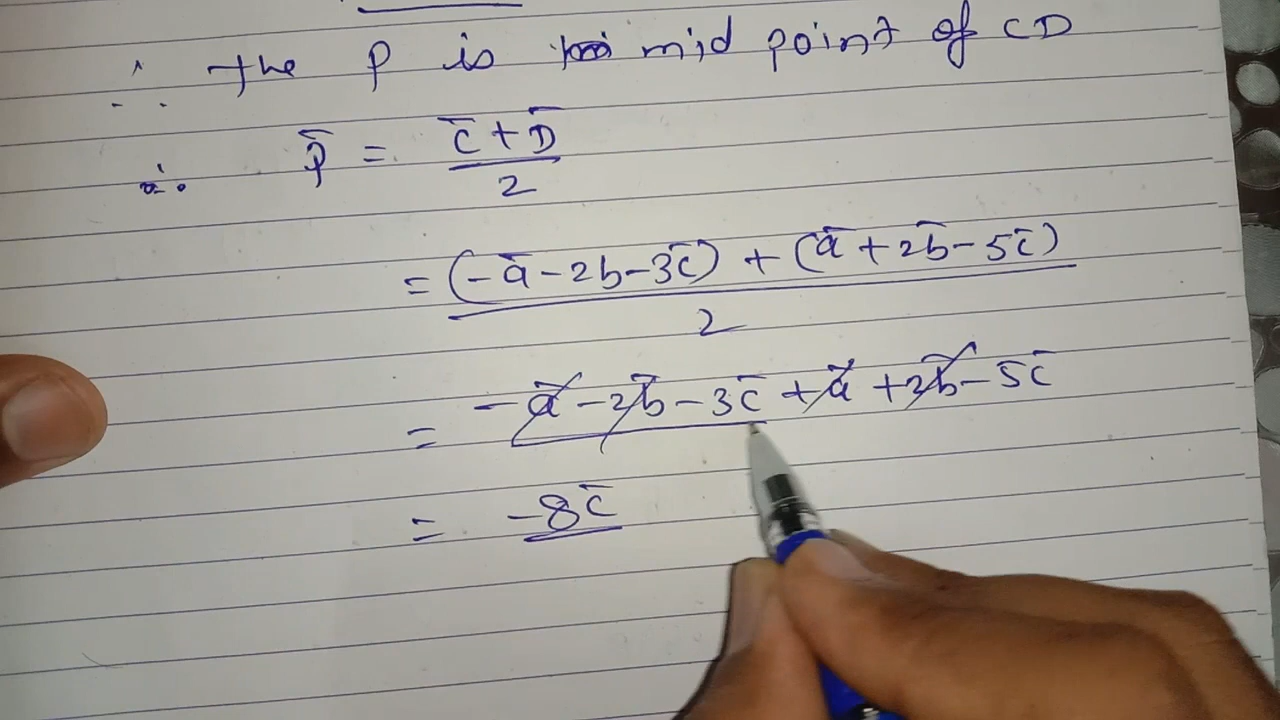 ∴ the P is mid point of CD
∴ P̄ = C̄ + D̄
2
= (-ā - 2b - 3c̄) + (ā + 2b̄ - 5c̄)
2
= -ā - 2b̄ - 3c̄ + ā + 2b̄ - 5c̄
= -8c̄